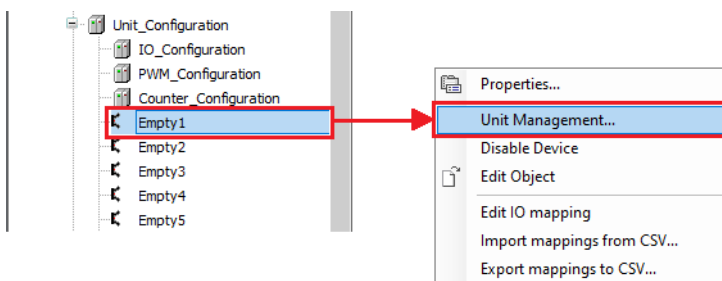 Unit_Configuration
IO_Configuration
PWM_Configuration
Counter_Configuration
Empty1
Empty2
Empty3
Empty4
Empty5
Properties...
Unit Management...
Disable Device
Edit Object
Edit IO mapping
Import mappings from CSV...
Export mappings to CSV...